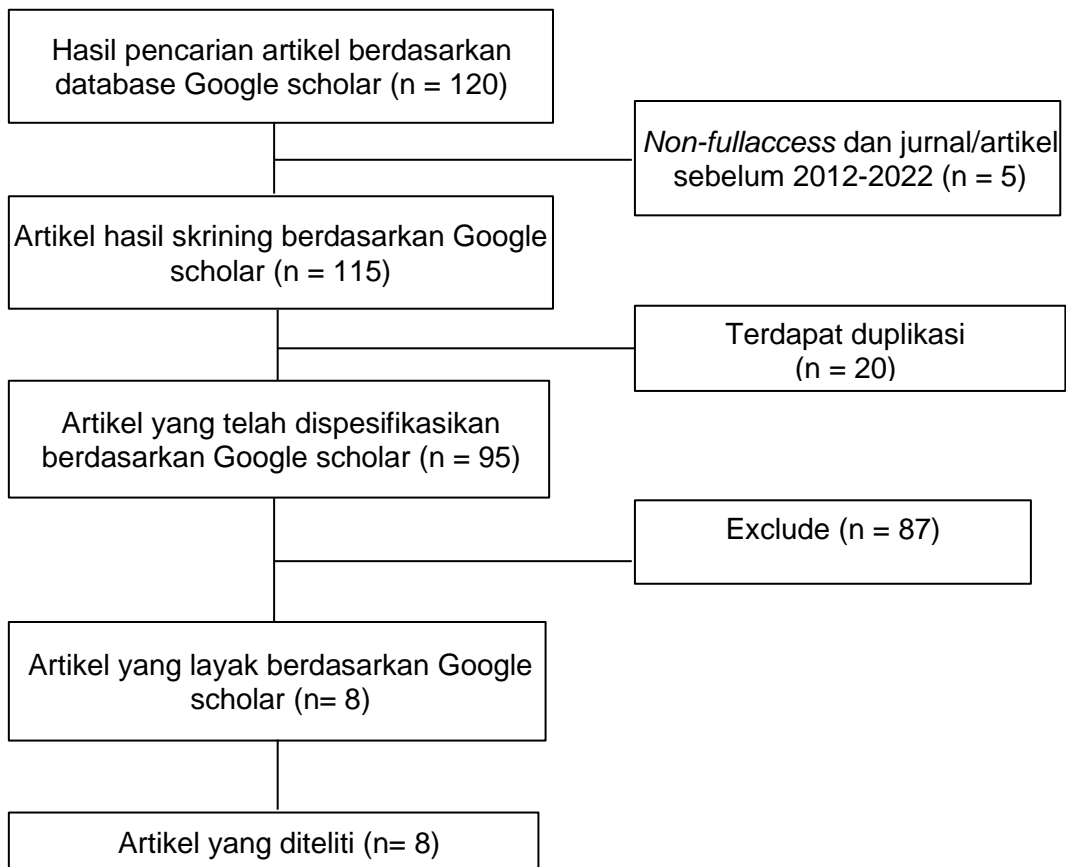 Hasil pencarian artikel berdasarkan
database Google scholar (n = 120)
Non-fullaccess dan jurnal/artikel
sebelum 2012-2022 (n = 5)
Artikel hasil skrining berdasarkan Google
scholar (n = 115)
Terdapat duplikasi
(n = 20)
Artikel yang telah dispesifikasikan
berdasarkan Google scholar (n = 95)
Exclude (n = 87)
Artikel yang layak berdasarkan Google
scholar (n= 8)
Artikel yang diteliti (n= 8)